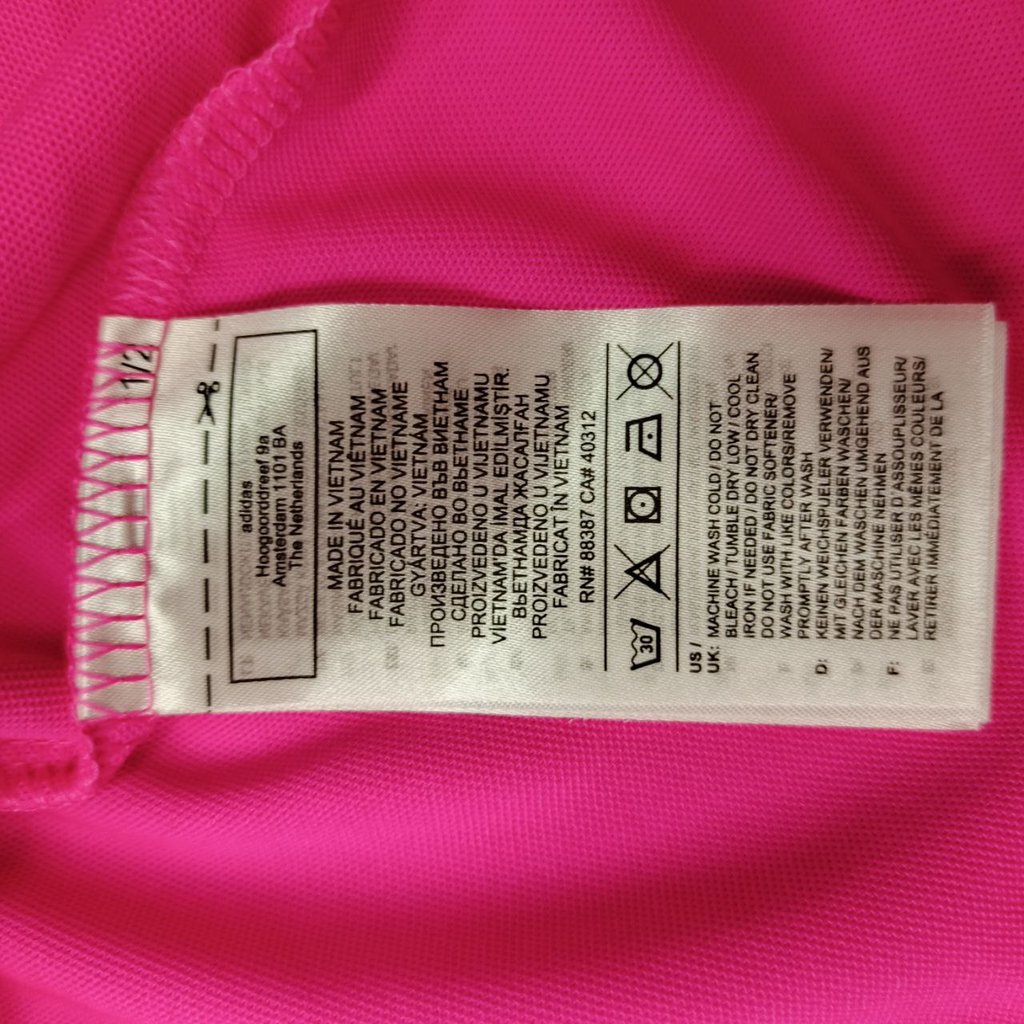 1/2
adidas
Hoogoorddreef 9a
Amsterdam 1101 BA
The Netherlands
MADE IN VIETNAM
FABRIQUÉ AU VIÊTNAM
FABRICADO EN VIETNAM
FABRICADO NO VIETNAME
GYÁRTVA: VIETNÁM
ПРОИЗВЕДЕНО ВЪВ ВИЕТНАМ
СДЕЛАНО ВО ВЬЕТНАМЕ
PROIZVEDENO U VIJETNAMU
VİETNAM'DA İMAL EDİLMİŞTİR.
ВЬЕТНАМДА ЖАСАЛҒАН
PROIZVEDENO U VIJETNAMU
FABRICAT ÎN VIETNAM
RN# 88387 CA# 40312
30
US /
UK: MACHINE WASH COLD / DO NOT
BLEACH / TUMBLE DRY LOW / COOL
IRON IF NEEDED / DO NOT DRY CLEAN
DO NOT USE FABRIC SOFTENER/
WASH WITH LIKE COLORS/REMOVE
PROMPTLY AFTER WASH
D: KEINEN WEICHSPUELER VERWENDEN/
MIT GLEICHEN FARBEN WASCHEN/
NACH DEM WASCHEN UMGEHEND AUS
DER MASCHINE NEHMEN
F: NE PAS UTILISER D'ASSOUPLISSEUR/
LAVER AVEC LES MÊMES COULEURS/
RETIRER IMMÉDIATEMENT DE LA